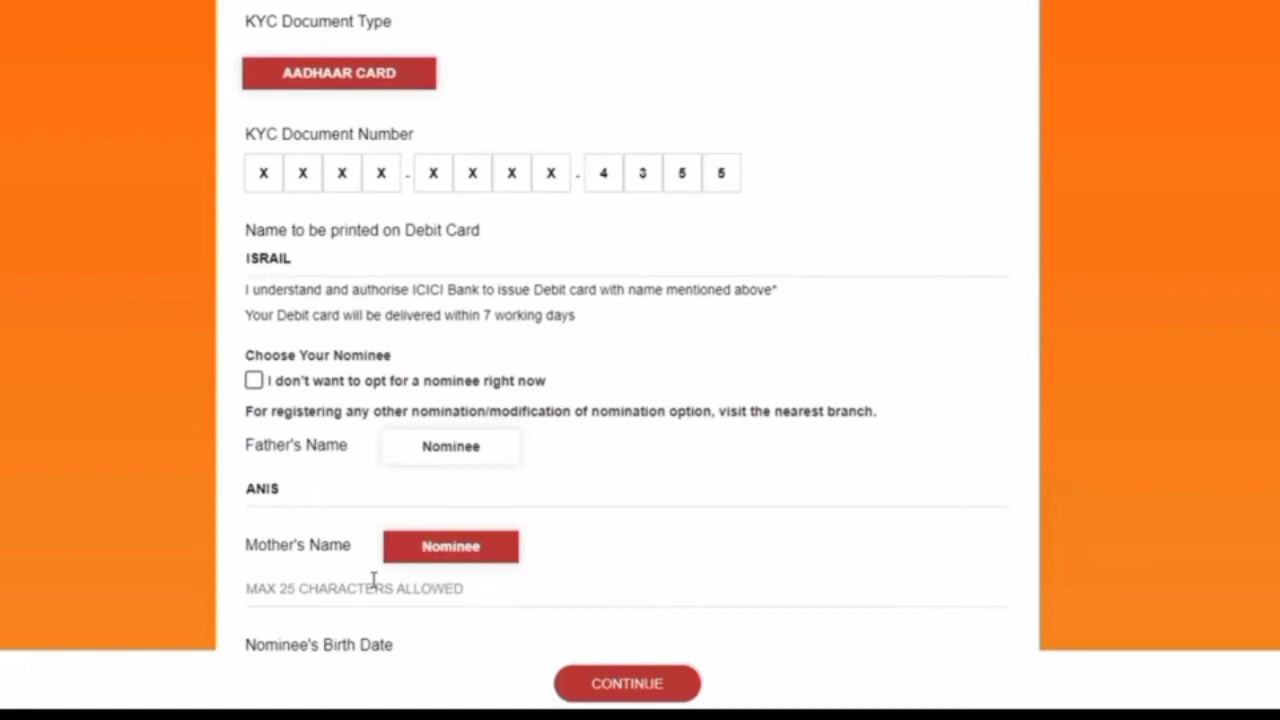 KYC Document Type
AADHAAR CARD
KYC Document Number
X X X X - X X X X - 4 3 5 5
Name to be printed on Debit Card
ISRAIL
I understand and authorise ICICI Bank to issue Debit card with name mentioned above*
Your Debit card will be delivered within 7 working days
Choose Your Nominee
I don't want to opt for a nominee right now
For registering any other nomination/modification of nomination option, visit the nearest branch.
Father's Name Nominee
ANIS
Mother's Name Nominee
MAX 25 CHARACTERS ALLOWED
Nominee's Birth Date
CONTINUE